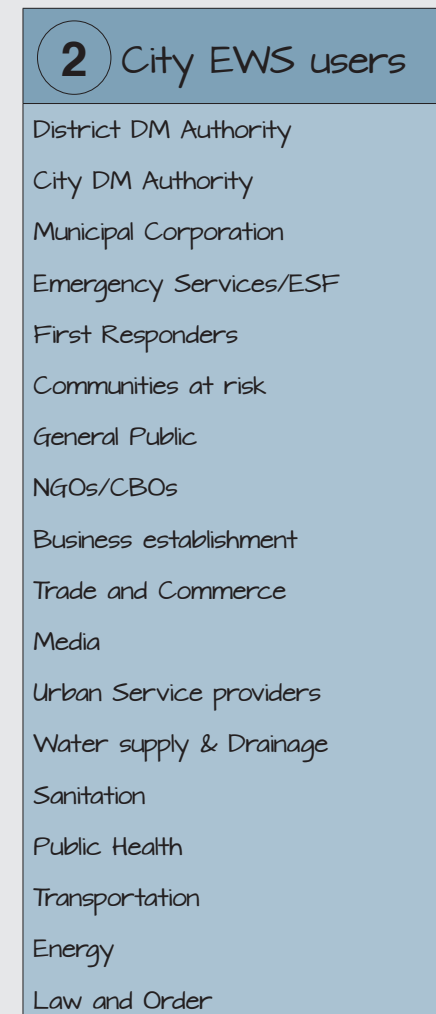 2 City EWS users
District DM Authority
City DM Authority
Municipal Corporation
Emergency Services/ESF
First Responders
Communities at risk
General Public
NGOs/CBOs
Business establishment
Trade and Commerce
Media
Urban Service providers
Water supply & Drainage
Sanitation
Public Health
Transportation
Energy
Law and Order